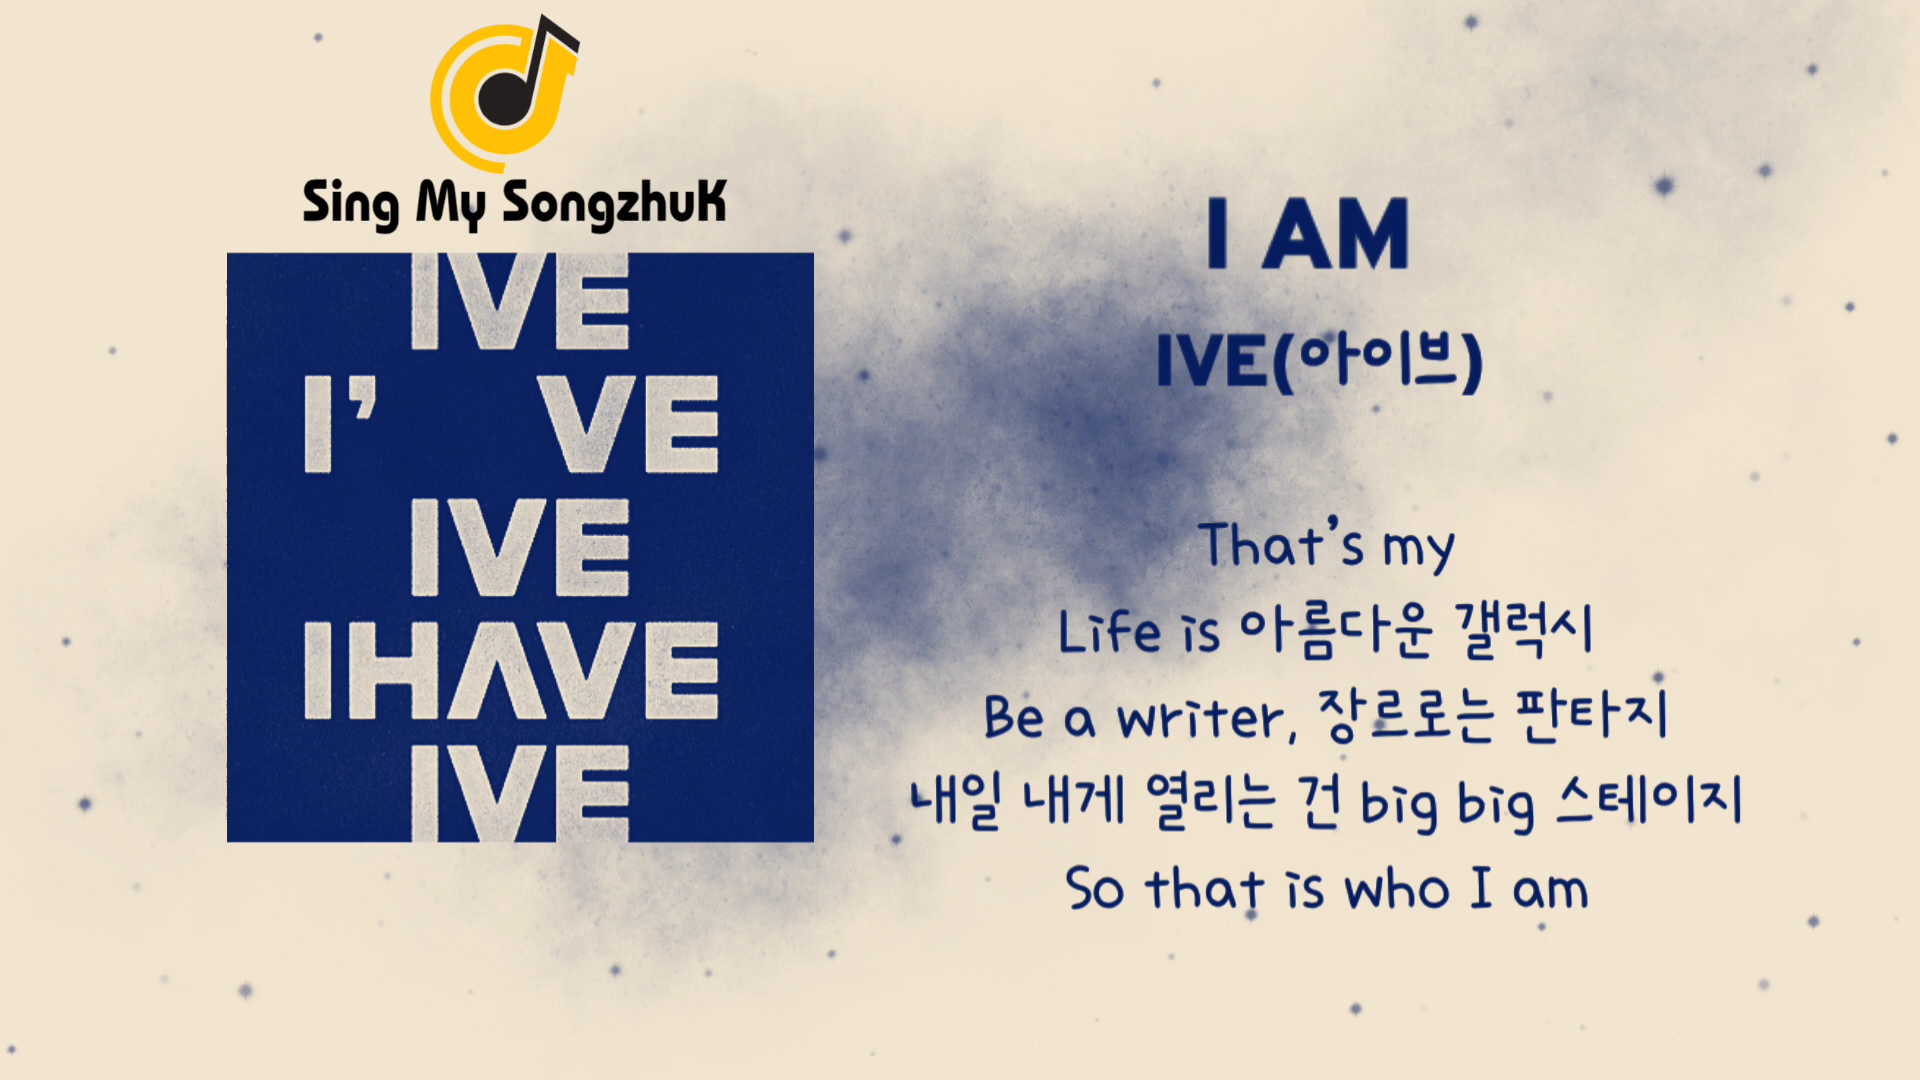 Sing My SongzhuK
IVE
I' VE
IVE
IHAVE
IVE
I AM
IVE(아이브)
That's my
Life is 아름다운 갤럭시
Be a writer, 장르로는 판타지
내일 내게 열리는 건 big big 스테이지
So that is who I am